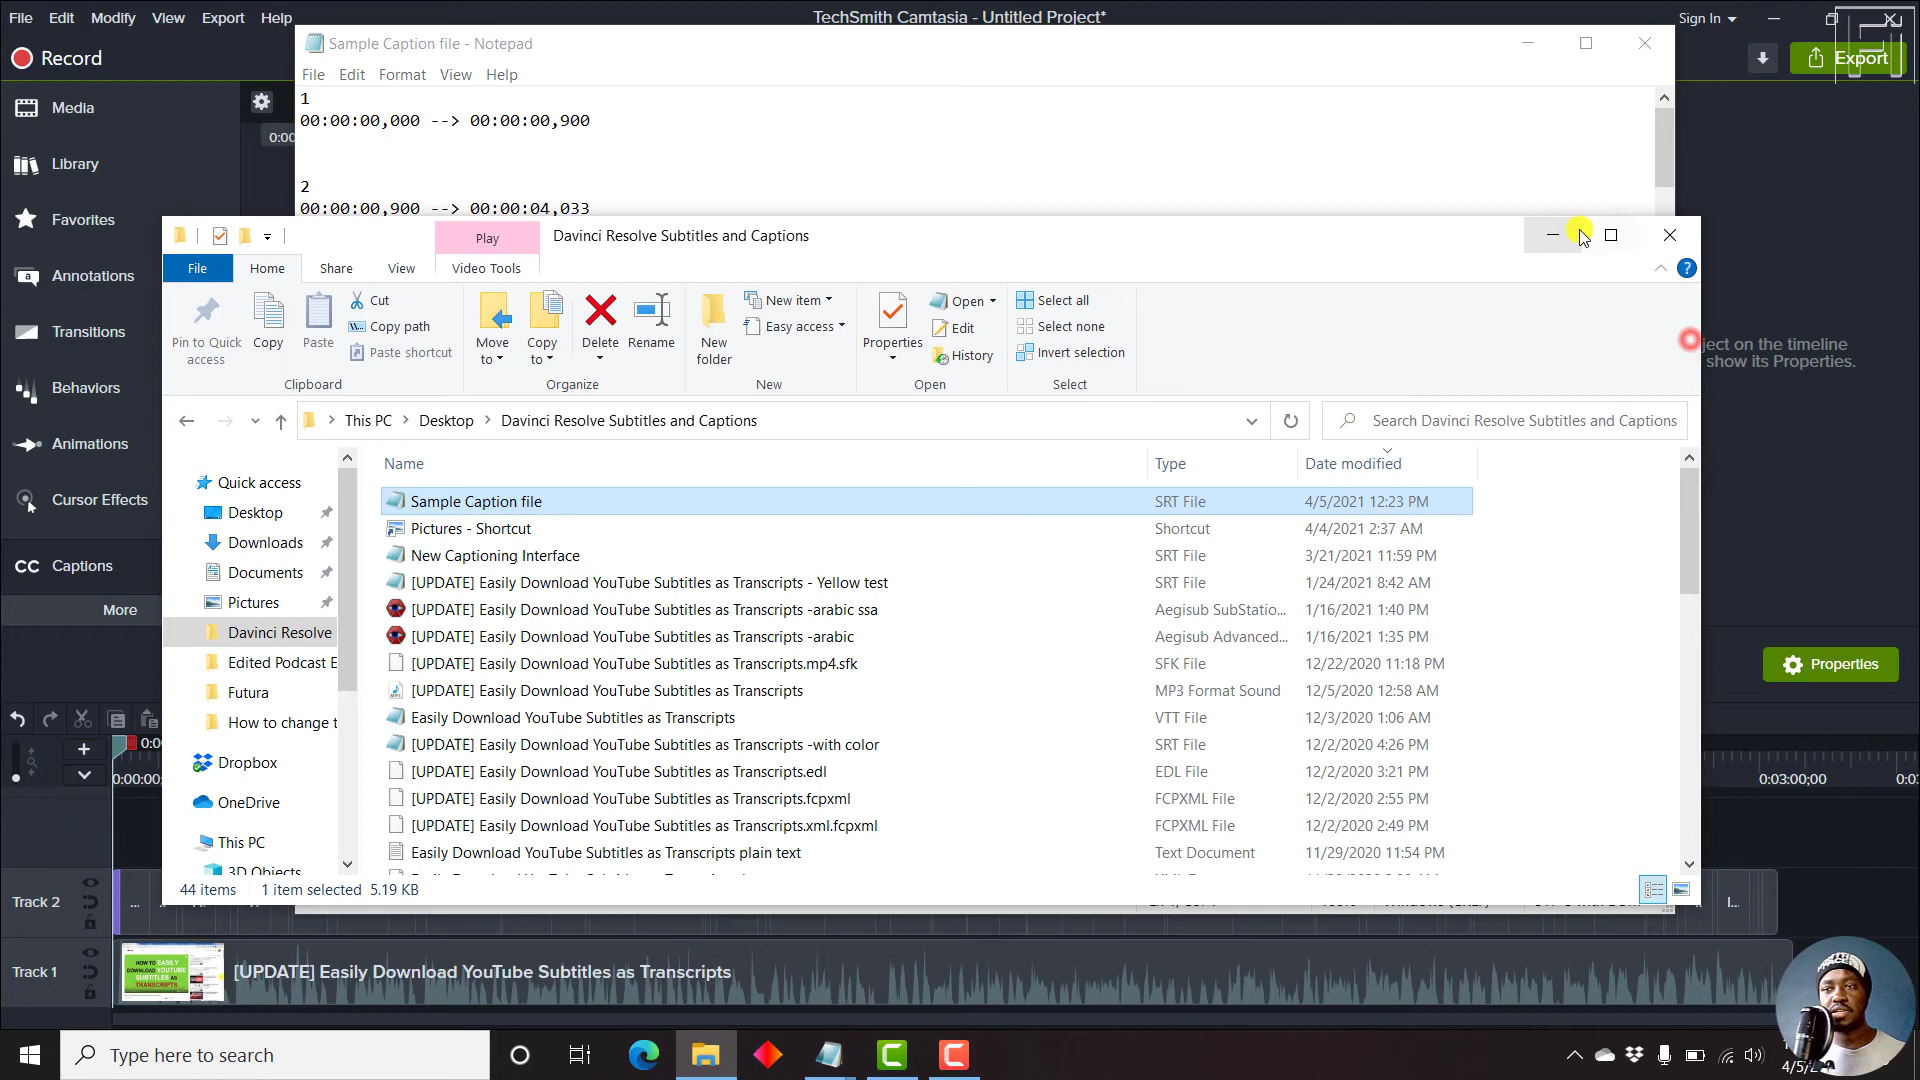 File Edit Modify View Export Help
TechSmith Camtasia - Untitled Project*
Sign In
Record
Export
Media
Library
Favorites
Annotations
Transitions
Behaviors
Animations
Cursor Effects
CC Captions
More
Sample Caption file - Notepad
File Edit Format View Help
1
00:00:00,000 --> 00:00:00,900
2
00:00:00,900 --> 00:00:04,033
0:00
Play
Davinci Resolve Subtitles and Captions
File Home Share View Video Tools
Pin to Quick access
Copy
Paste
Cut
Copy path
Paste shortcut
Clipboard
Move to
Copy to
Delete
Rename
Organize
New folder
New item
Easy access
New
Properties
Open
Edit
History
Open
Select all
Select none
Invert selection
Select
ject on the timeline
show its Properties.
This PC > Desktop > Davinci Resolve Subtitles and Captions
Search Davinci Resolve Subtitles and Captions
Quick access
Desktop
Downloads
Documents
Pictures
Davinci Resolve
Edited Podcast E
Futura
How to change t
Dropbox
OneDrive
This PC
3D Objects
Name Type Date modified
Sample Caption file SRT File 4/5/2021 12:23 PM
Pictures - Shortcut Shortcut 4/4/2021 2:37 AM
New Captioning Interface SRT File 3/21/2021 11:59 PM
[UPDATE] Easily Download YouTube Subtitles as Transcripts - Yellow test SRT File 1/24/2021 8:42 AM
[UPDATE] Easily Download YouTube Subtitles as Transcripts -arabic ssa Aegisub SubStatio... 1/16/2021 1:40 PM
[UPDATE] Easily Download YouTube Subtitles as Transcripts -arabic Aegisub Advanced... 1/16/2021 1:35 PM
[UPDATE] Easily Download YouTube Subtitles as Transcripts.mp4.sfk SFK File 12/22/2020 11:18 PM
[UPDATE] Easily Download YouTube Subtitles as Transcripts MP3 Format Sound 12/5/2020 12:58 AM
Easily Download YouTube Subtitles as Transcripts VTT File 12/3/2020 1:06 AM
[UPDATE] Easily Download YouTube Subtitles as Transcripts -with color SRT File 12/2/2020 4:26 PM
[UPDATE] Easily Download YouTube Subtitles as Transcripts.edl EDL File 12/2/2020 3:21 PM
[UPDATE] Easily Download YouTube Subtitles as Transcripts.fcpxml FCPXML File 12/2/2020 2:55 PM
[UPDATE] Easily Download YouTube Subtitles as Transcripts.xml.fcpxml FCPXML File 12/2/2020 2:49 PM
Easily Download YouTube Subtitles as Transcripts plain text Text Document 11/29/2020 11:54 PM
44 items 1 item selected 5.19 KB
Properties
0:00:00;
0:03:00;00
Track 2
Track 1
HOW TO EASILY
DOWNLOAD YOUTUBE
SUBTITLES AS
TRANSCRIPTS
[UPDATE] Easily Download YouTube Subtitles as Transcripts
Type here to search